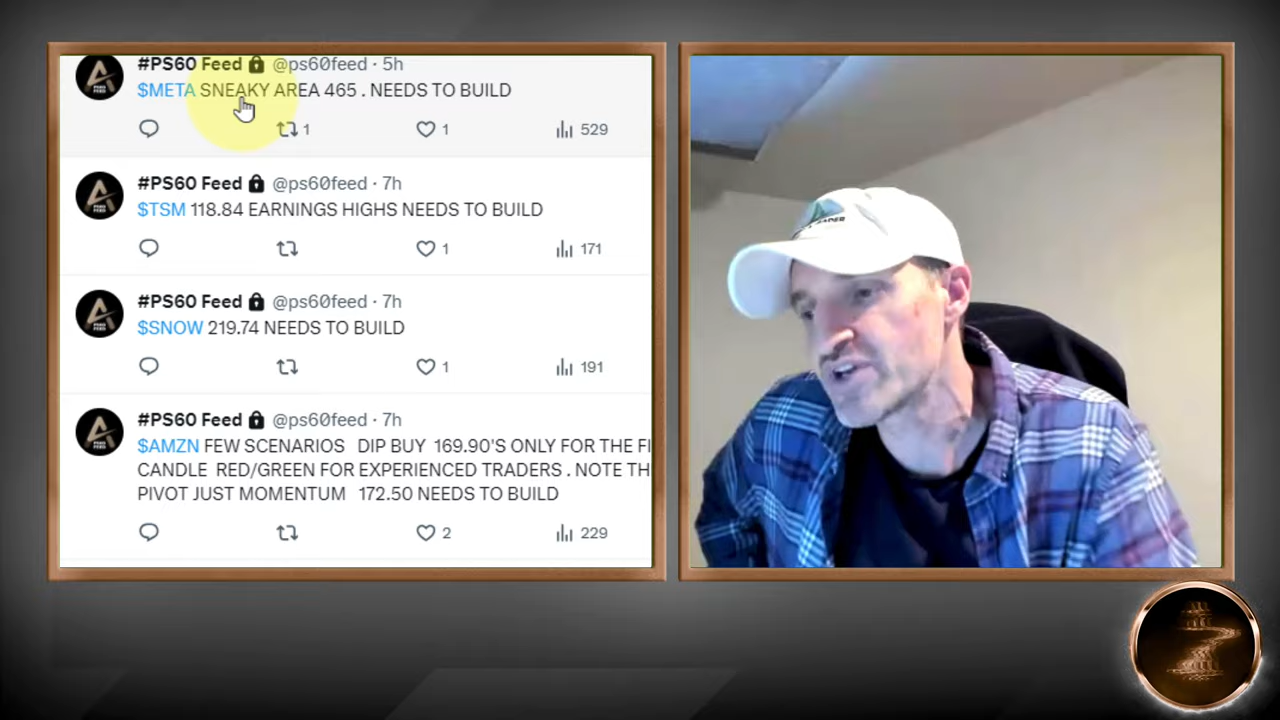 #PS60 Feed @ps60feed · 5h
$META SNEAKY AREA 465 . NEEDS TO BUILD
1 1 529
#PS60 Feed @ps60feed · 7h
$TSM 118.84 EARNINGS HIGHS NEEDS TO BUILD
1 171
#PS60 Feed @ps60feed · 7h
$SNOW 219.74 NEEDS TO BUILD
1 191
#PS60 Feed @ps60feed · 7h
$AMZN FEW SCENARIOS DIP BUY 169.90'S ONLY FOR THE FI
CANDLE RED/GREEN FOR EXPERIENCED TRADERS . NOTE TH
PIVOT JUST MOMENTUM 172.50 NEEDS TO BUILD
2 229